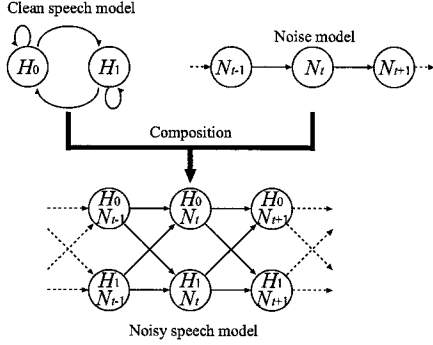 Clean speech model
Noise model
H0 H1 Nt-1 Nt Nt+1
Composition
H0 H0 H0
Nt-1 Nt Nt+1
H1 H1 H1
Nt-1 Nt Nt+1
Noisy speech model